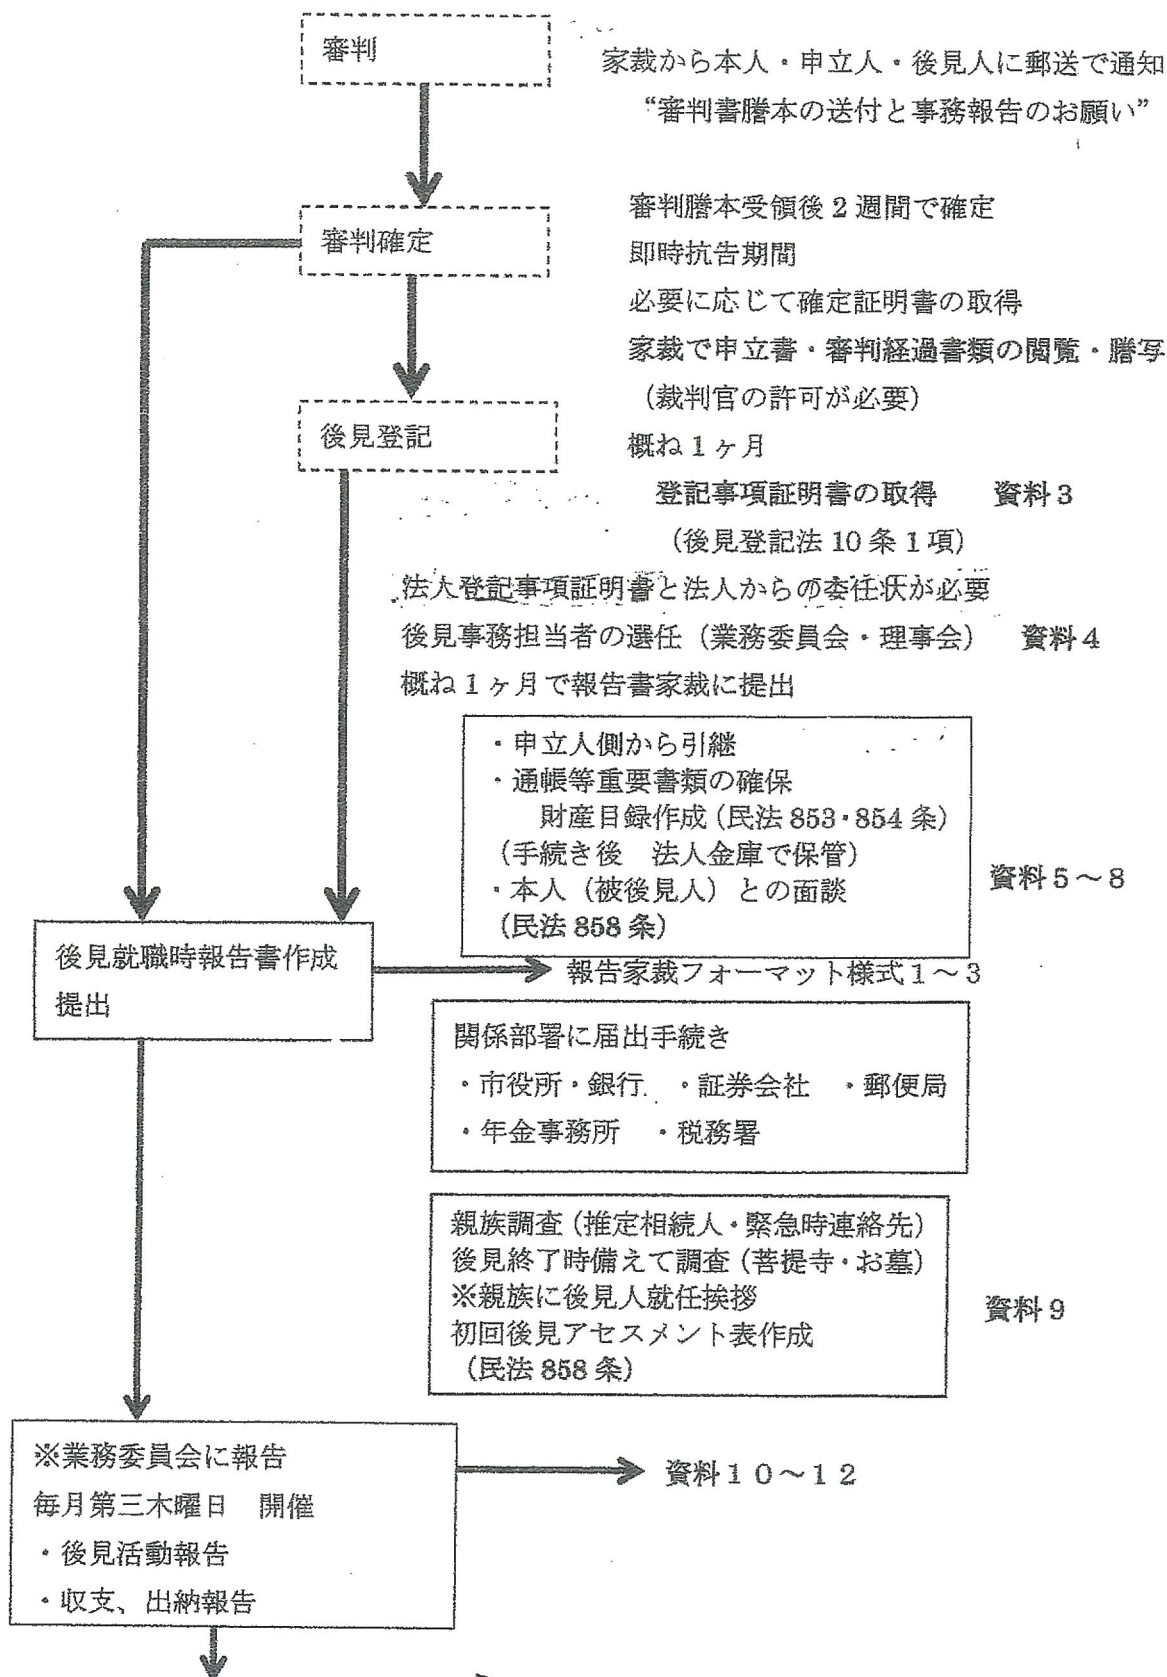 審判
家裁から本人・申立人・後見人に郵送で通知
“審判書謄本の送付と事務報告のお願い”
審判謄本受領後２週間で確定
審判確定
即時抗告期間
必要に応じて確定証明書の取得
家裁で申立書・審判経過書類の閲覧・謄写
（裁判官の許可が必要）
後見登記
概ね１ヶ月
登記事項証明書の取得　資料３
（後見登記法 10 条 1 項）
法人登記事項証明書と法人からの委任状が必要
後見事務担当者の選任（業務委員会・理事会）　資料４
概ね１ヶ月で報告書家裁に提出
・申立人側から引継
・通帳等重要書類の確保
財産目録作成（民法 853・854 条）
（手続き後　法人金庫で保管）
・本人（被後見人）との面談
（民法 858 条）
資料５～８
後見就職時報告書作成
提出
報告家裁フォーマット様式１～３
関係部署に届出手続き
・市役所・銀行　・証券会社　・郵便局
・年金事務所　・税務署
親族調査（推定相続人・緊急時連絡先）
後見終了時備えて調査（菩提寺・お墓）
※親族に後見人就任挨拶
初回後見アセスメント表作成
（民法 858 条）
資料９
※業務委員会に報告
毎月第三木曜日　開催
・後見活動報告
・収支、出納報告
資料１０～１２